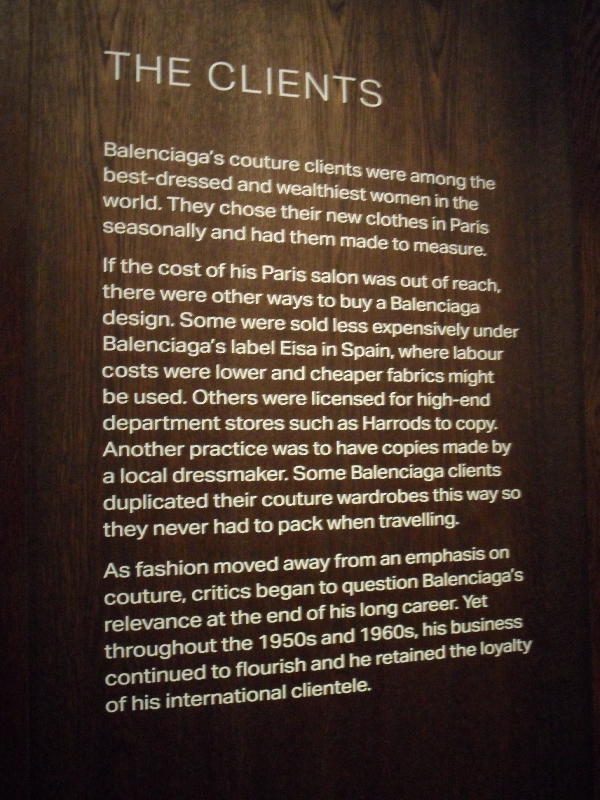 THE CLIENTS
Balenciaga's couture clients were among the
best-dressed and wealthiest women in the
world. They chose their new clothes in Paris
seasonally and had them made to measure.
If the cost of his Paris salon was out of reach,
there were other ways to buy a Balenciaga
design. Some were sold less expensively under
Balenciaga's label Eisa in Spain, where labour
costs were lower and cheaper fabrics might
be used. Others were licensed for high-end
department stores such as Harrods to copy.
Another practice was to have copies made by
a local dressmaker. Some Balenciaga clients
duplicated their couture wardrobes this way so
they never had to pack when travelling.
As fashion moved away from an emphasis on
couture, critics began to question Balenciaga's
relevance at the end of his long career. Yet
throughout the 1950s and 1960s, his business
continued to flourish and he retained the loyalty
of his international clientele.